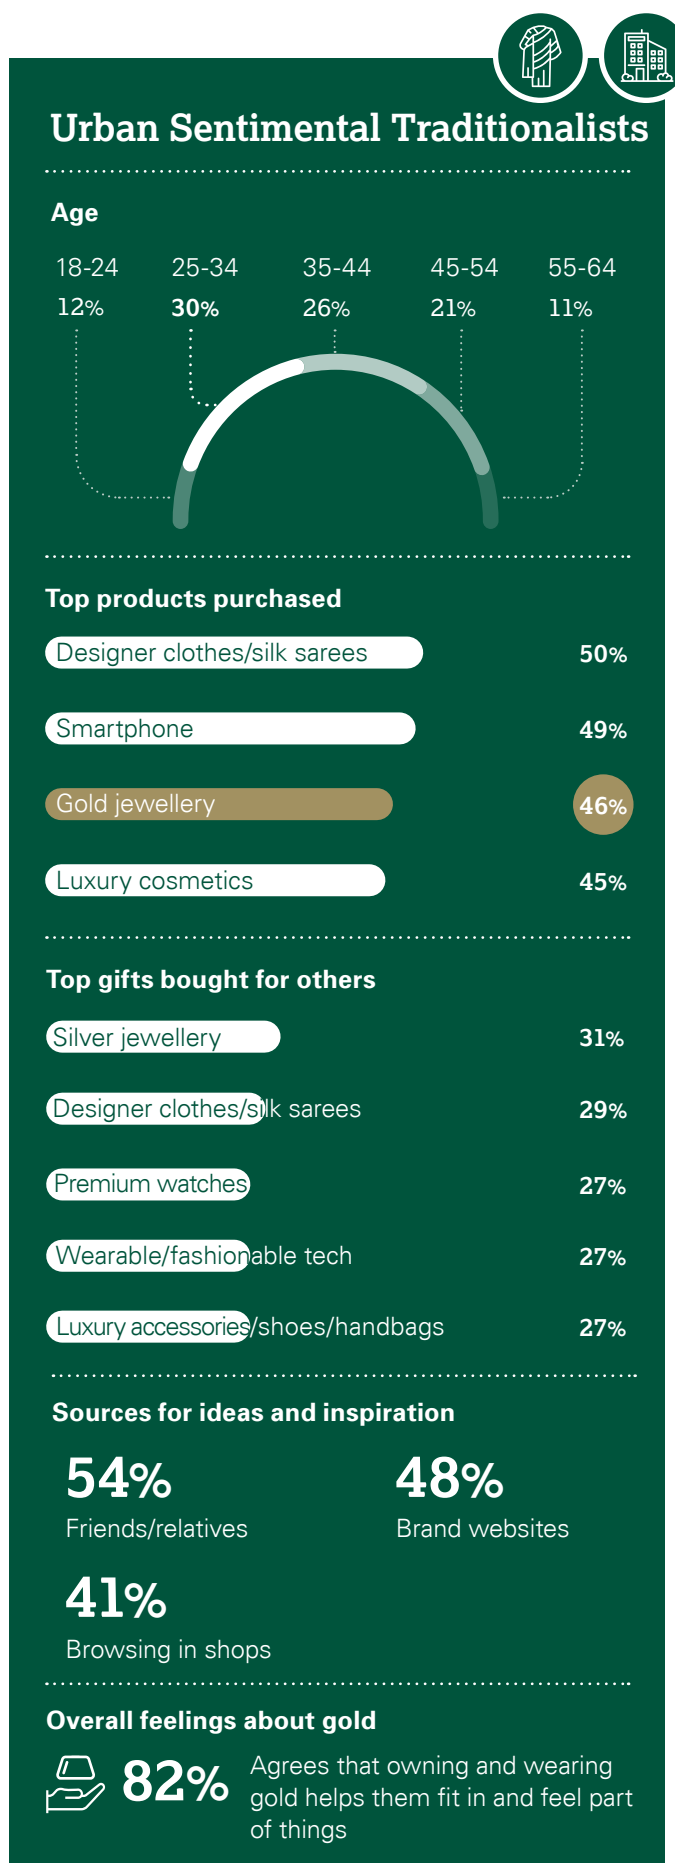 Urban Sentimental Traditionalists
Age
18-24 25-34 35-44 45-54 55-64
12% 30% 26% 21% 11%
Top products purchased
Designer clothes/silk sarees 50%
Smartphone 49%
Gold jewellery 46%
Luxury cosmetics 45%
Top gifts bought for others
Silver jewellery 31%
Designer clothes/silk sarees 29%
Premium watches 27%
Wearable/fashionable tech 27%
Luxury accessories/shoes/handbags 27%
Sources for ideas and inspiration
54% 48%
Friends/relatives Brand websites
41%
Browsing in shops
Overall feelings about gold
82% Agrees that owning and wearing
gold helps them fit in and feel part
of things